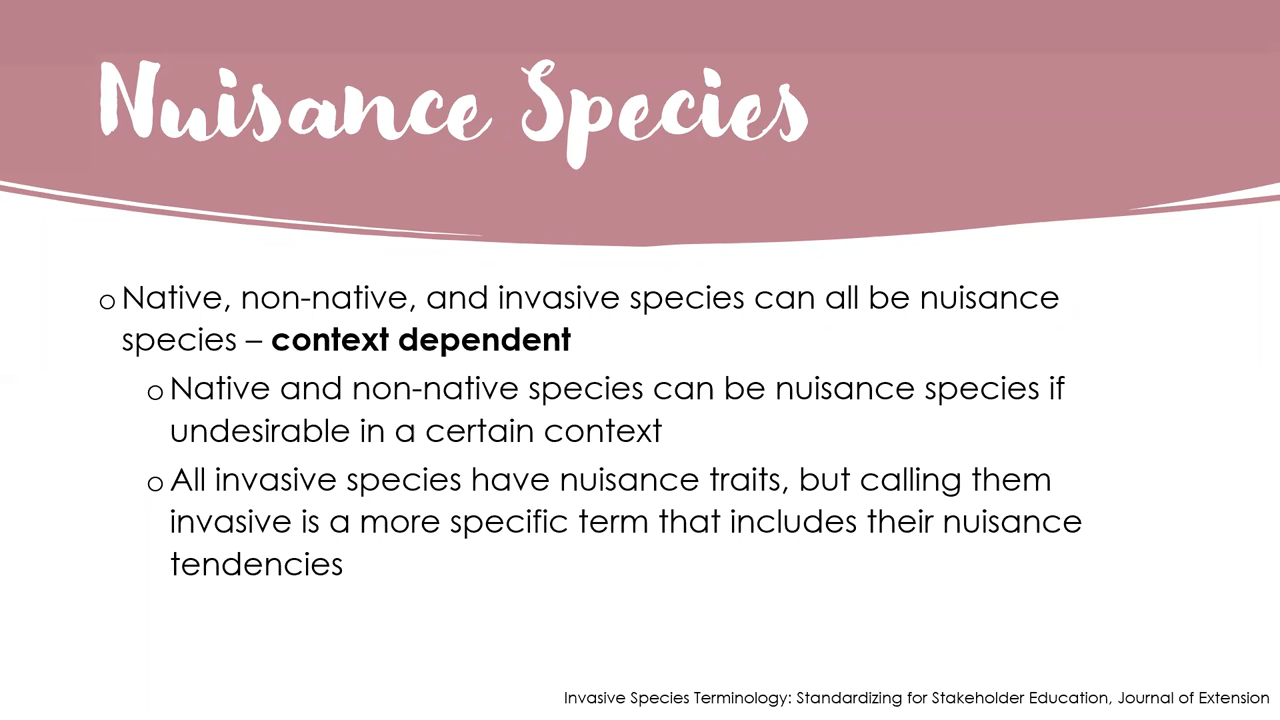 Nuisance Species
o Native, non-native, and invasive species can all be nuisance
species – context dependent
o Native and non-native species can be nuisance species if
undesirable in a certain context
o All invasive species have nuisance traits, but calling them
invasive is a more specific term that includes their nuisance
tendencies
Invasive Species Terminology: Standardizing for Stakeholder Education, Journal of Extension